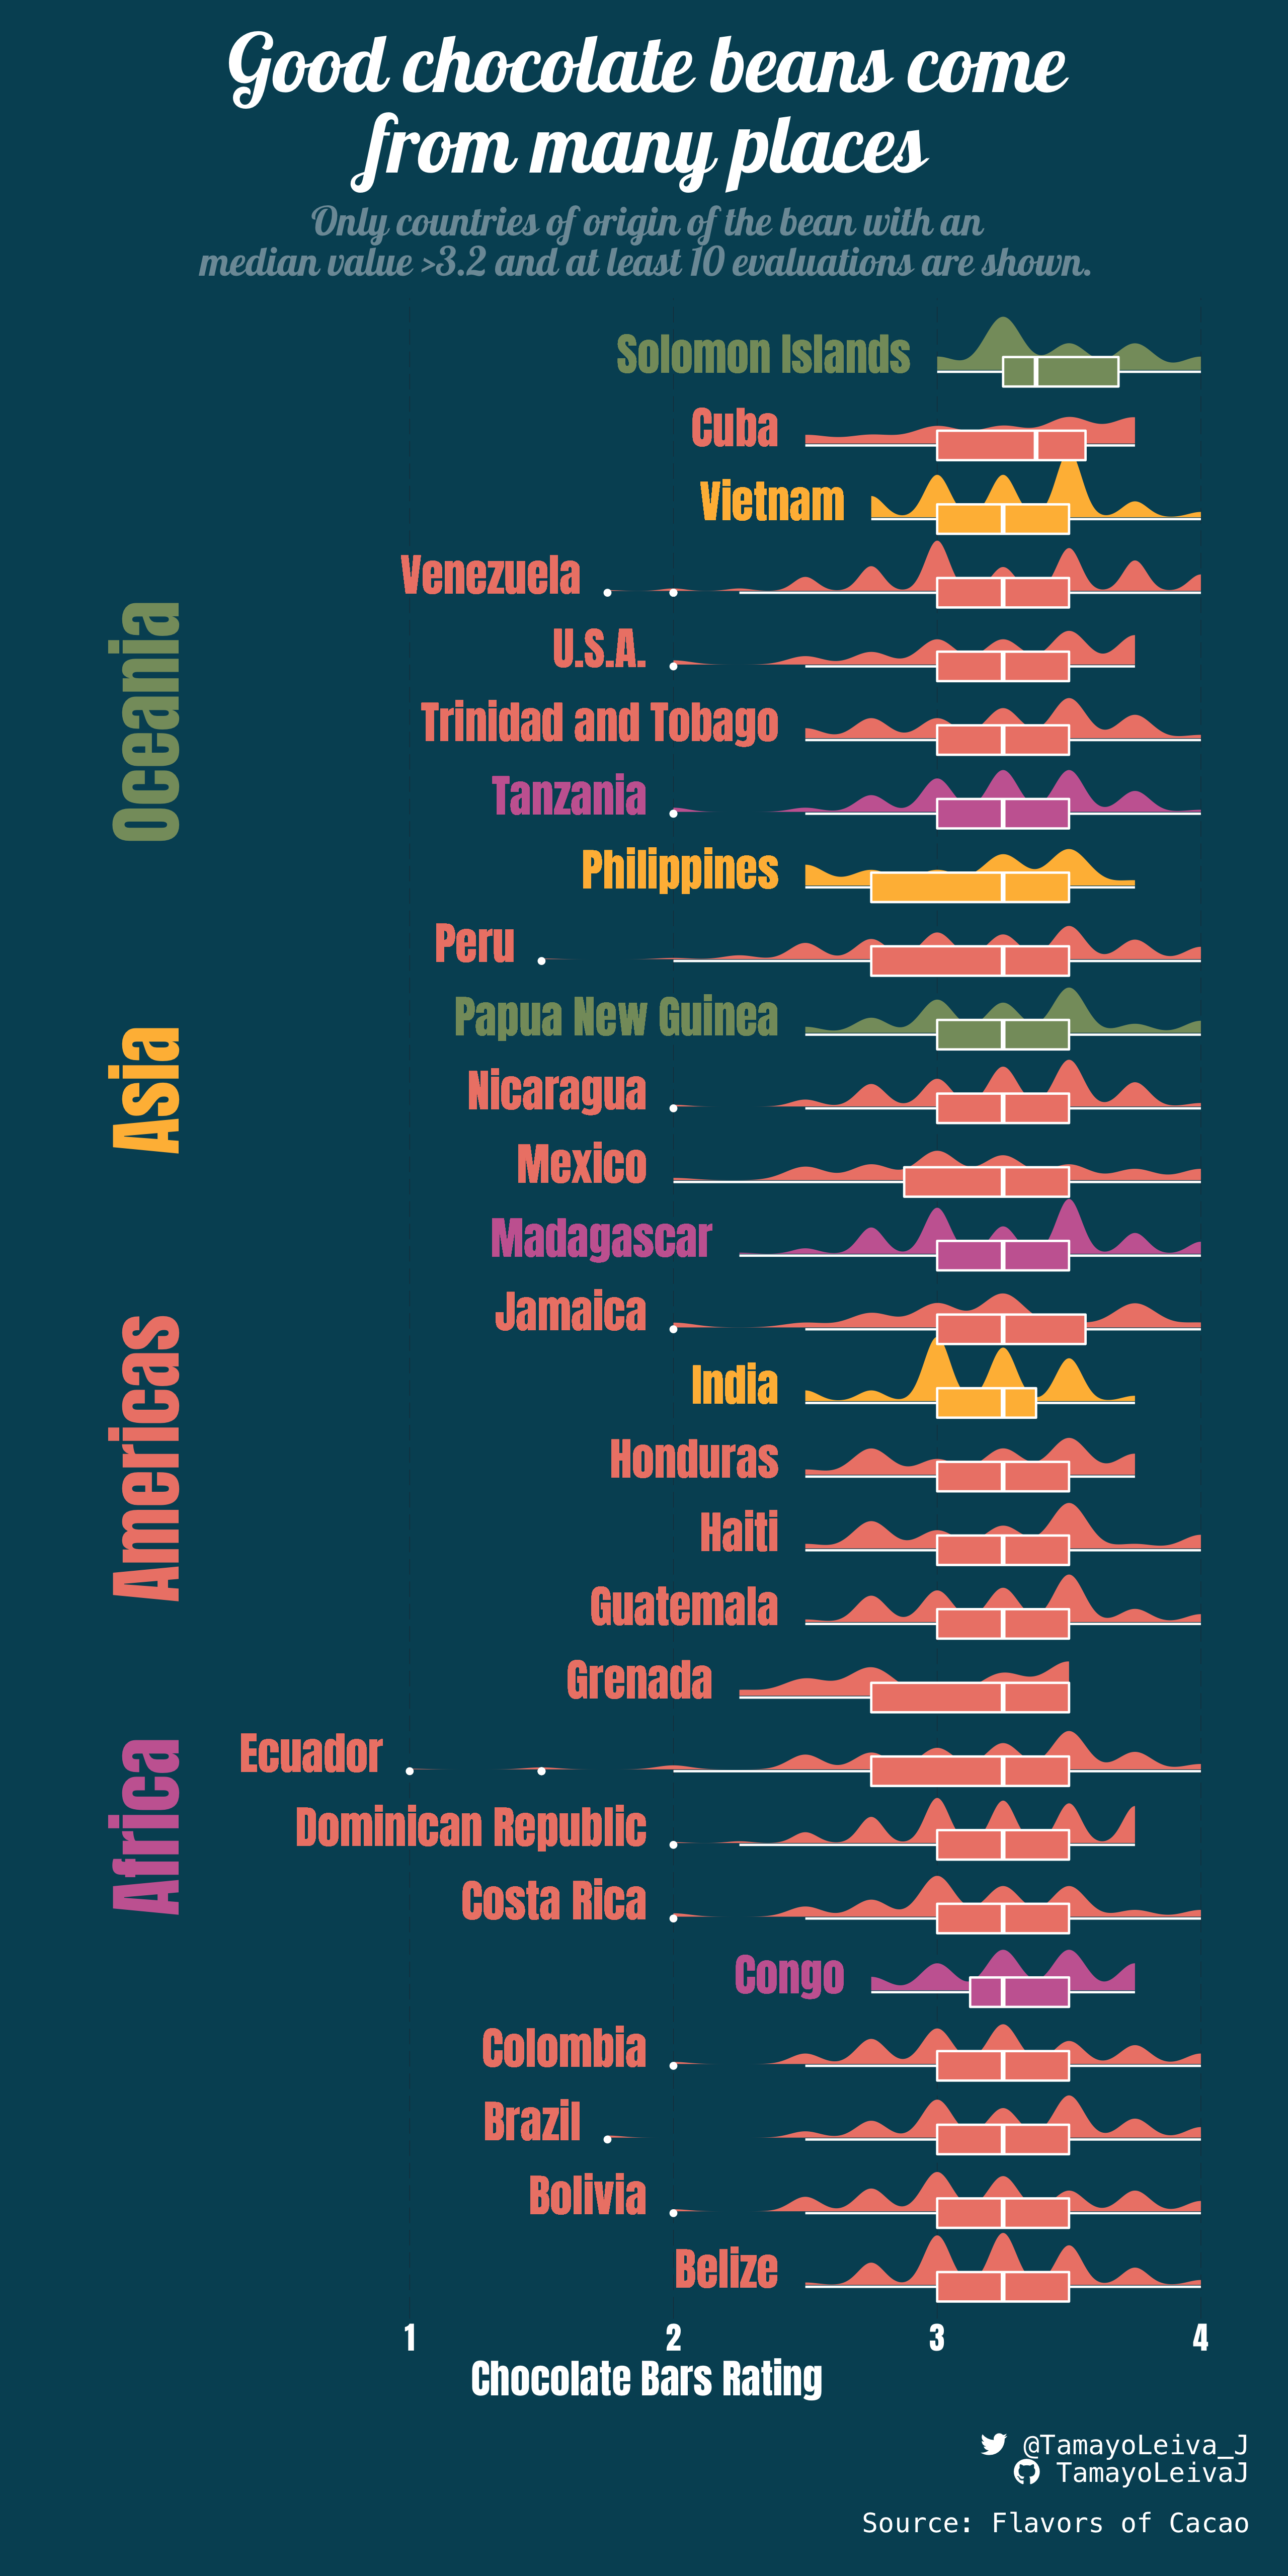 Good chocolate beans come
from many places
Only countries of origin of the bean with an
median value >3.2 and at least 10 evaluations are shown.
Oceania
Asia
Americas
Africa
Solomon Islands
Cuba
Vietnam
Venezuela
U.S.A.
Trinidad and Tobago
Tanzania
Philippines
Peru
Papua New Guinea
Nicaragua
Mexico
Madagascar
Jamaica
India
Honduras
Haiti
Guatemala
Grenada
Ecuador
Dominican Republic
Costa Rica
Congo
Colombia
Brazil
Bolivia
Belize
1 2 3 4
Chocolate Bars Rating
@TamayoLeiva_J
TamayoLeivaJ
Source: Flavors of Cacao